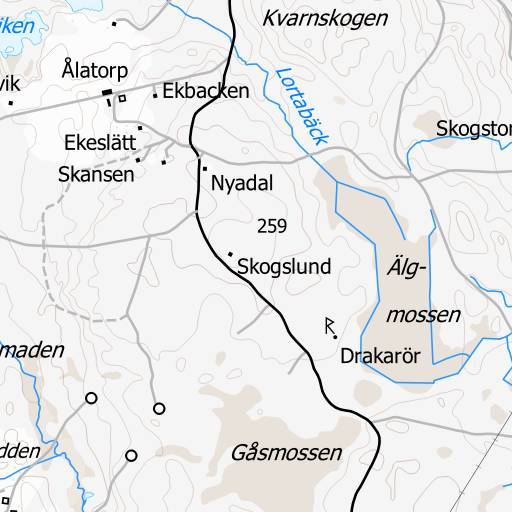 Kvarnskogen
iken
Ålatorp
vik
Ekbacken
Lortabäck
Ekeslätt
Skogstor
Skansen
Nyadal
259
Skogslund
Älg-
mossen
maden
Drakarör
Gåsmossen
dden